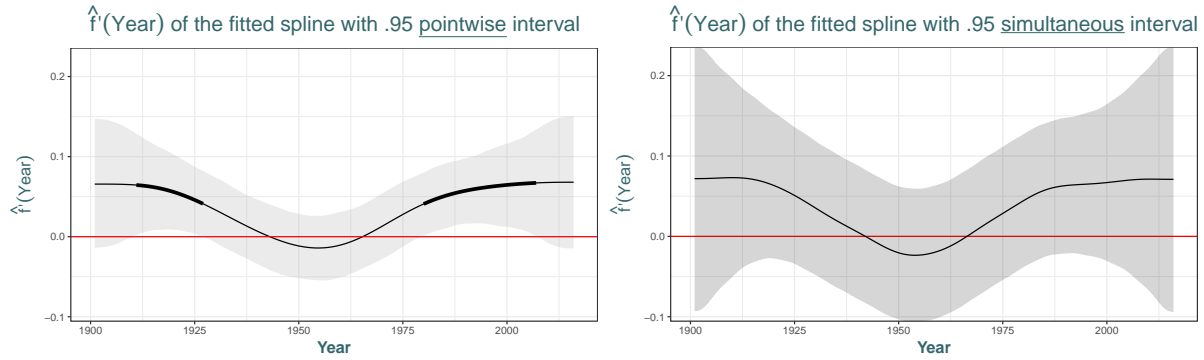 f̂'(Year) of the fitted spline with .95 pointwise interval
0.2
0.1
0.0
−0.1
f̂'(Year)
1900 1925 1950 1975 2000
Year
f̂'(Year) of the fitted spline with .95 simultaneous interval
0.2
0.1
0.0
−0.1
f̂'(Year)
1900 1925 1950 1975 2000
Year